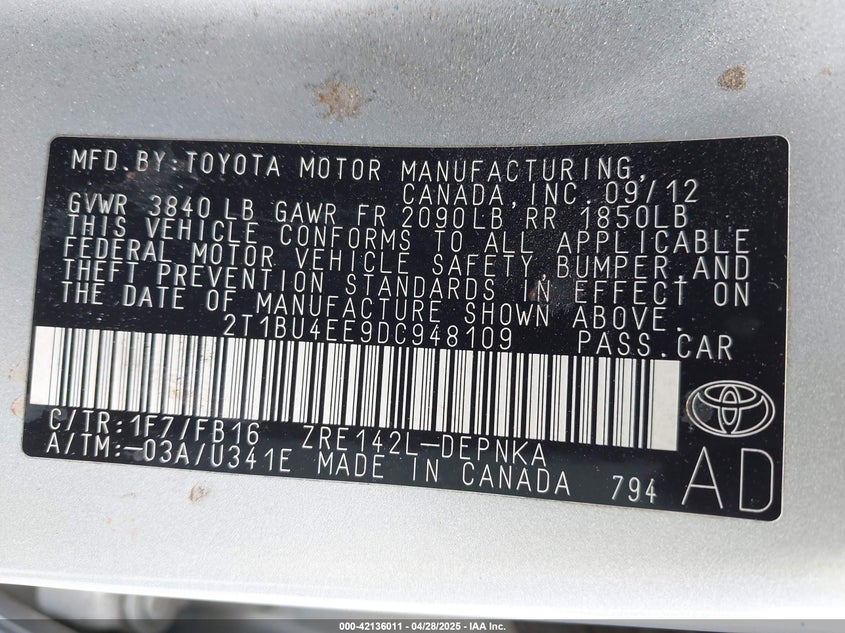 MFD.BY:TOYOTA MOTOR MANUFACTURING,
CANADA,INC.09/12
GVWR 3840 LB GAWR FR 2090LB RR 1850LB
THIS VEHICLE CONFORMS TO ALL APPLICABLE
FEDERAL MOTOR VEHICLE SAFETY,BUMPER,AND
THEFT PREVENTION STANDARDS IN EFFECT ON
THE DATE OF MANUFACTURE SHOWN ABOVE.
2T1BU4EE9DC948109 PASS.CAR
C/TR:1F7/FB16 ZRE142L-DEPNKA
A/TM:-03A/U341E MADE IN CANADA 794 AD
000-42136011 / 04/28/2025 - IAA Inc.